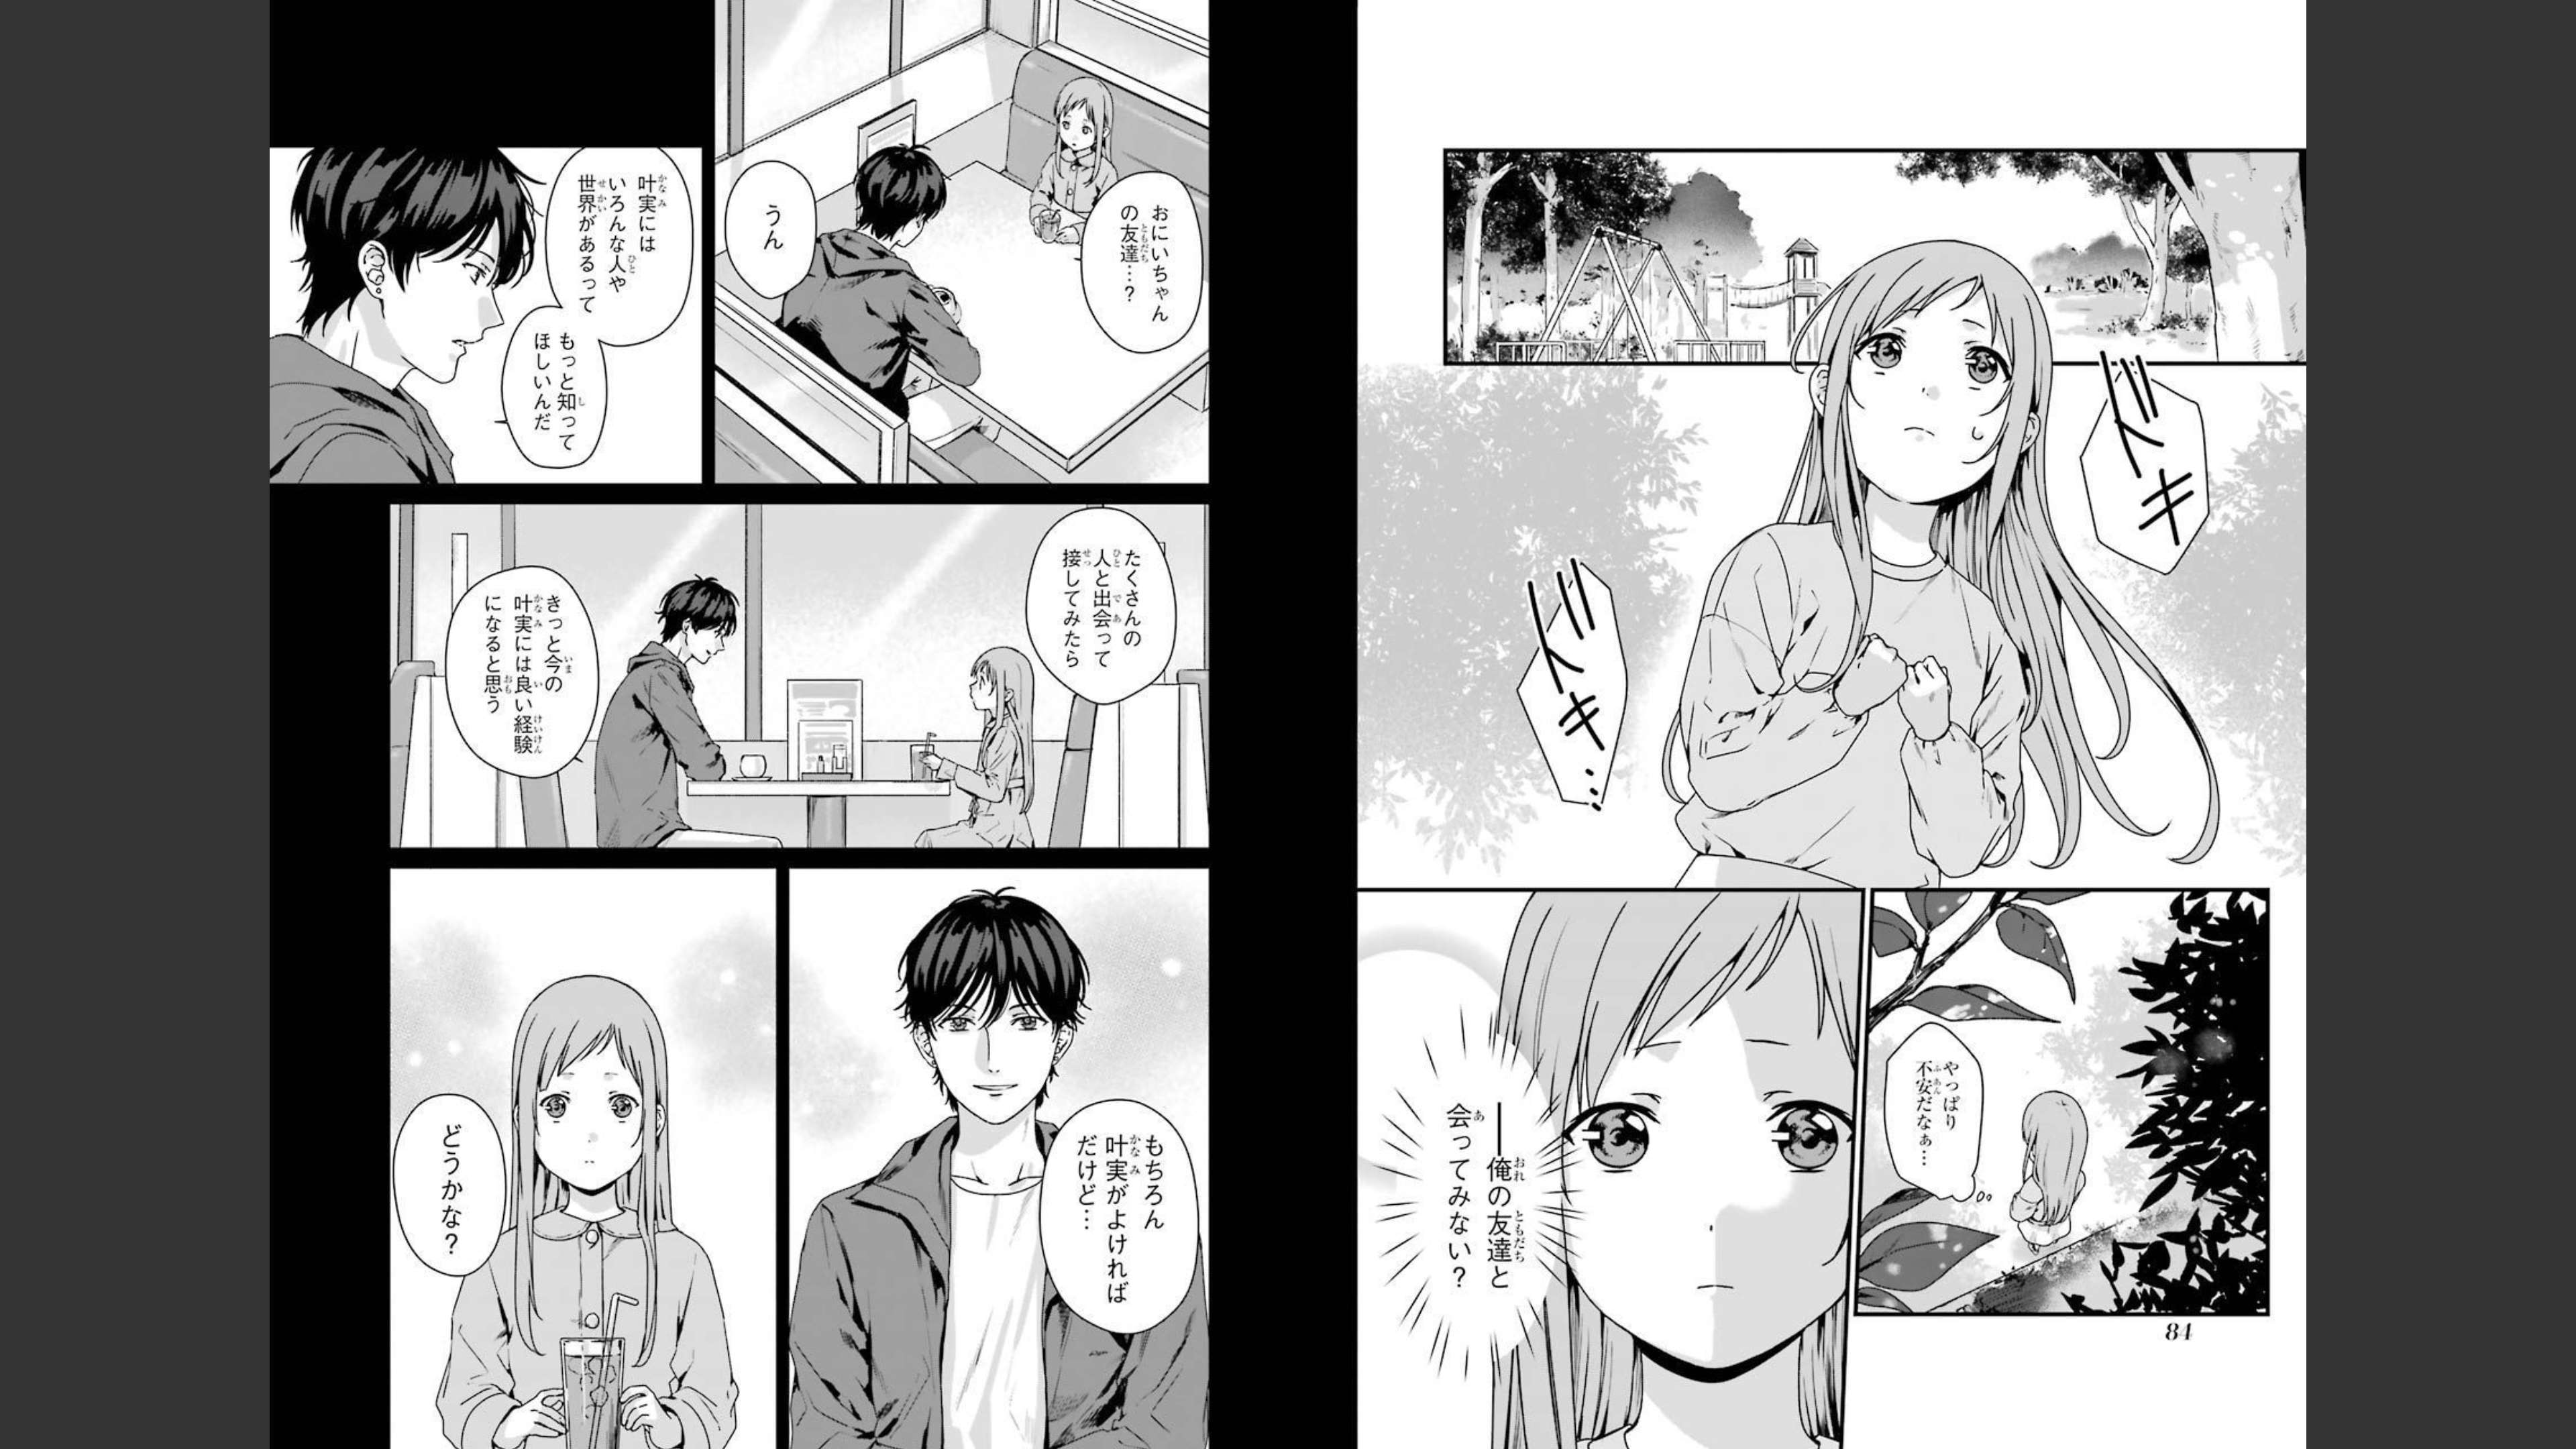 ドキ
ドキ…
やっぱり
不安だなぁ…
84
──俺の友達と
会ってみない？
おにいちゃん
の友達…？
うん
叶実には
いろんな人や
世界があるって
もっと知って
ほしいんだ
たくさんの
人と出会って
接してみたら
きっと今の
叶実には良い経験
になると思う
もちろん
叶実がよければ
だけど…
どうかな？